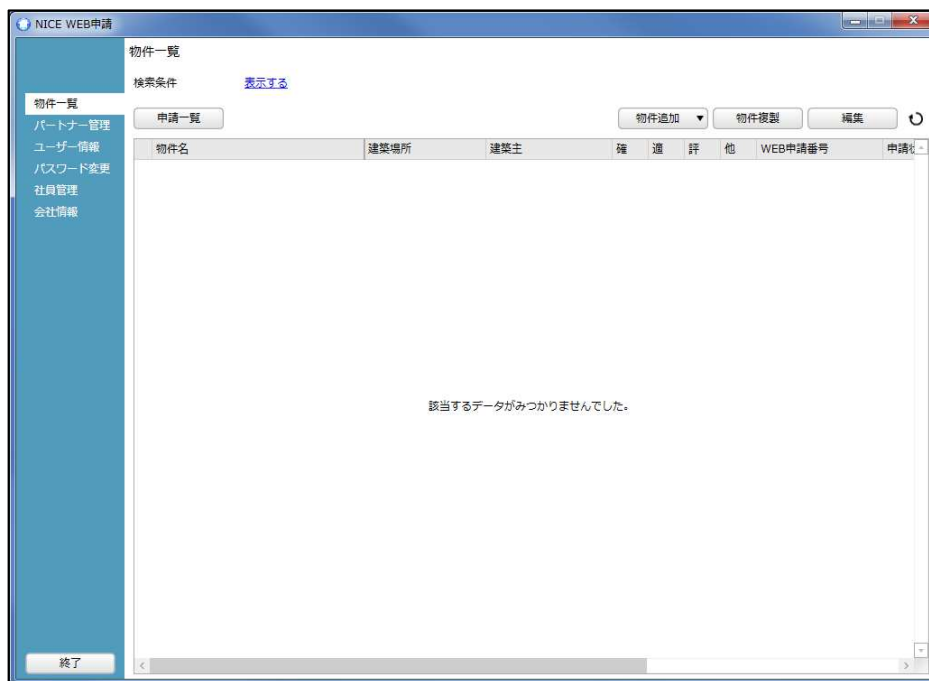 NICE WEB申請
物件一覧
検索条件 表示する
物件一覧
パートナー管理
ユーザー情報
パスワード変更
社員管理
会社情報
申請一覧 物件追加 物件複製 編集
物件名 建築場所 建築主 確 適 評 他 WEB申請番号 申請状
該当するデータがみつかりませんでした。
終了